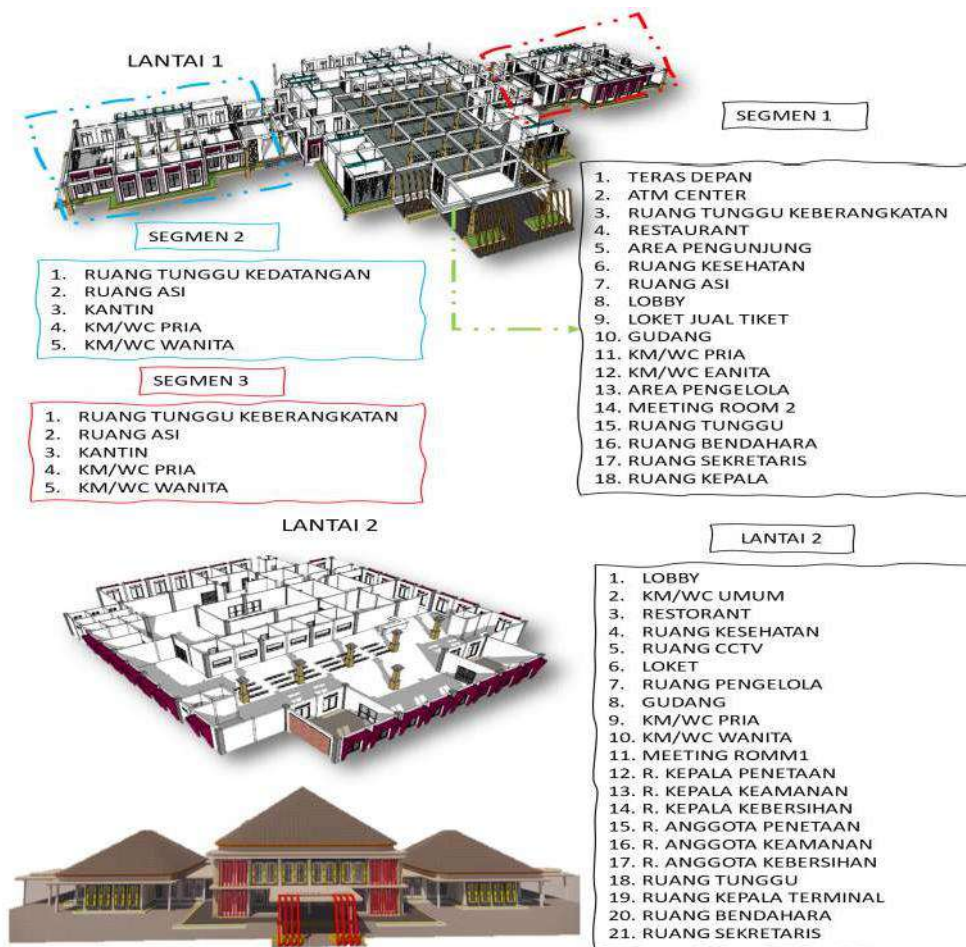 LANTAI 1
SEGMEN 1
1. TERAS DEPAN
2. ATM CENTER
3. RUANG TUNGGU KEBERANGKATAN
4. RESTAURANT
5. AREA PENGUNJUNG
6. RUANG KESEHATAN
7. RUANG ASI
8. LOBBY
9. LOKET JUAL TIKET
10. GUDANG
11. KM/WC PRIA
12. KM/WC EANITA
13. AREA PENGELOLA
14. MEETING ROOM 2
15. RUANG TUNGGU
16. RUANG BENDAHARA
17. RUANG SEKRETARIS
18. RUANG KEPALA
SEGMEN 2
1. RUANG TUNGGU KEDATANGAN
2. RUANG ASI
3. KANTIN
4. KM/WC PRIA
5. KM/WC WANITA
SEGMEN 3
1. RUANG TUNGGU KEBERANGKATAN
2. RUANG ASI
3. KANTIN
4. KM/WC PRIA
5. KM/WC WANITA
LANTAI 2
LANTAI 2
1. LOBBY
2. KM/WC UMUM
3. RESTORANT
4. RUANG KESEHATAN
5. RUANG CCTV
6. LOKET
7. RUANG PENGELOLA
8. GUDANG
9. KM/WC PRIA
10. KM/WC WANITA
11. MEETING ROMM1
12. R. KEPALA PENETAAN
13. R. KEPALA KEAMANAN
14. R. KEPALA KEBERSIHAN
15. R. ANGGOTA PENETAAN
16. R. ANGGOTA KEAMANAN
17. R. ANGGOTA KEBERSIHAN
18. RUANG TUNGGU
19. RUANG KEPALA TERMINAL
20. RUANG BENDAHARA
21. RUANG SEKRETARIS